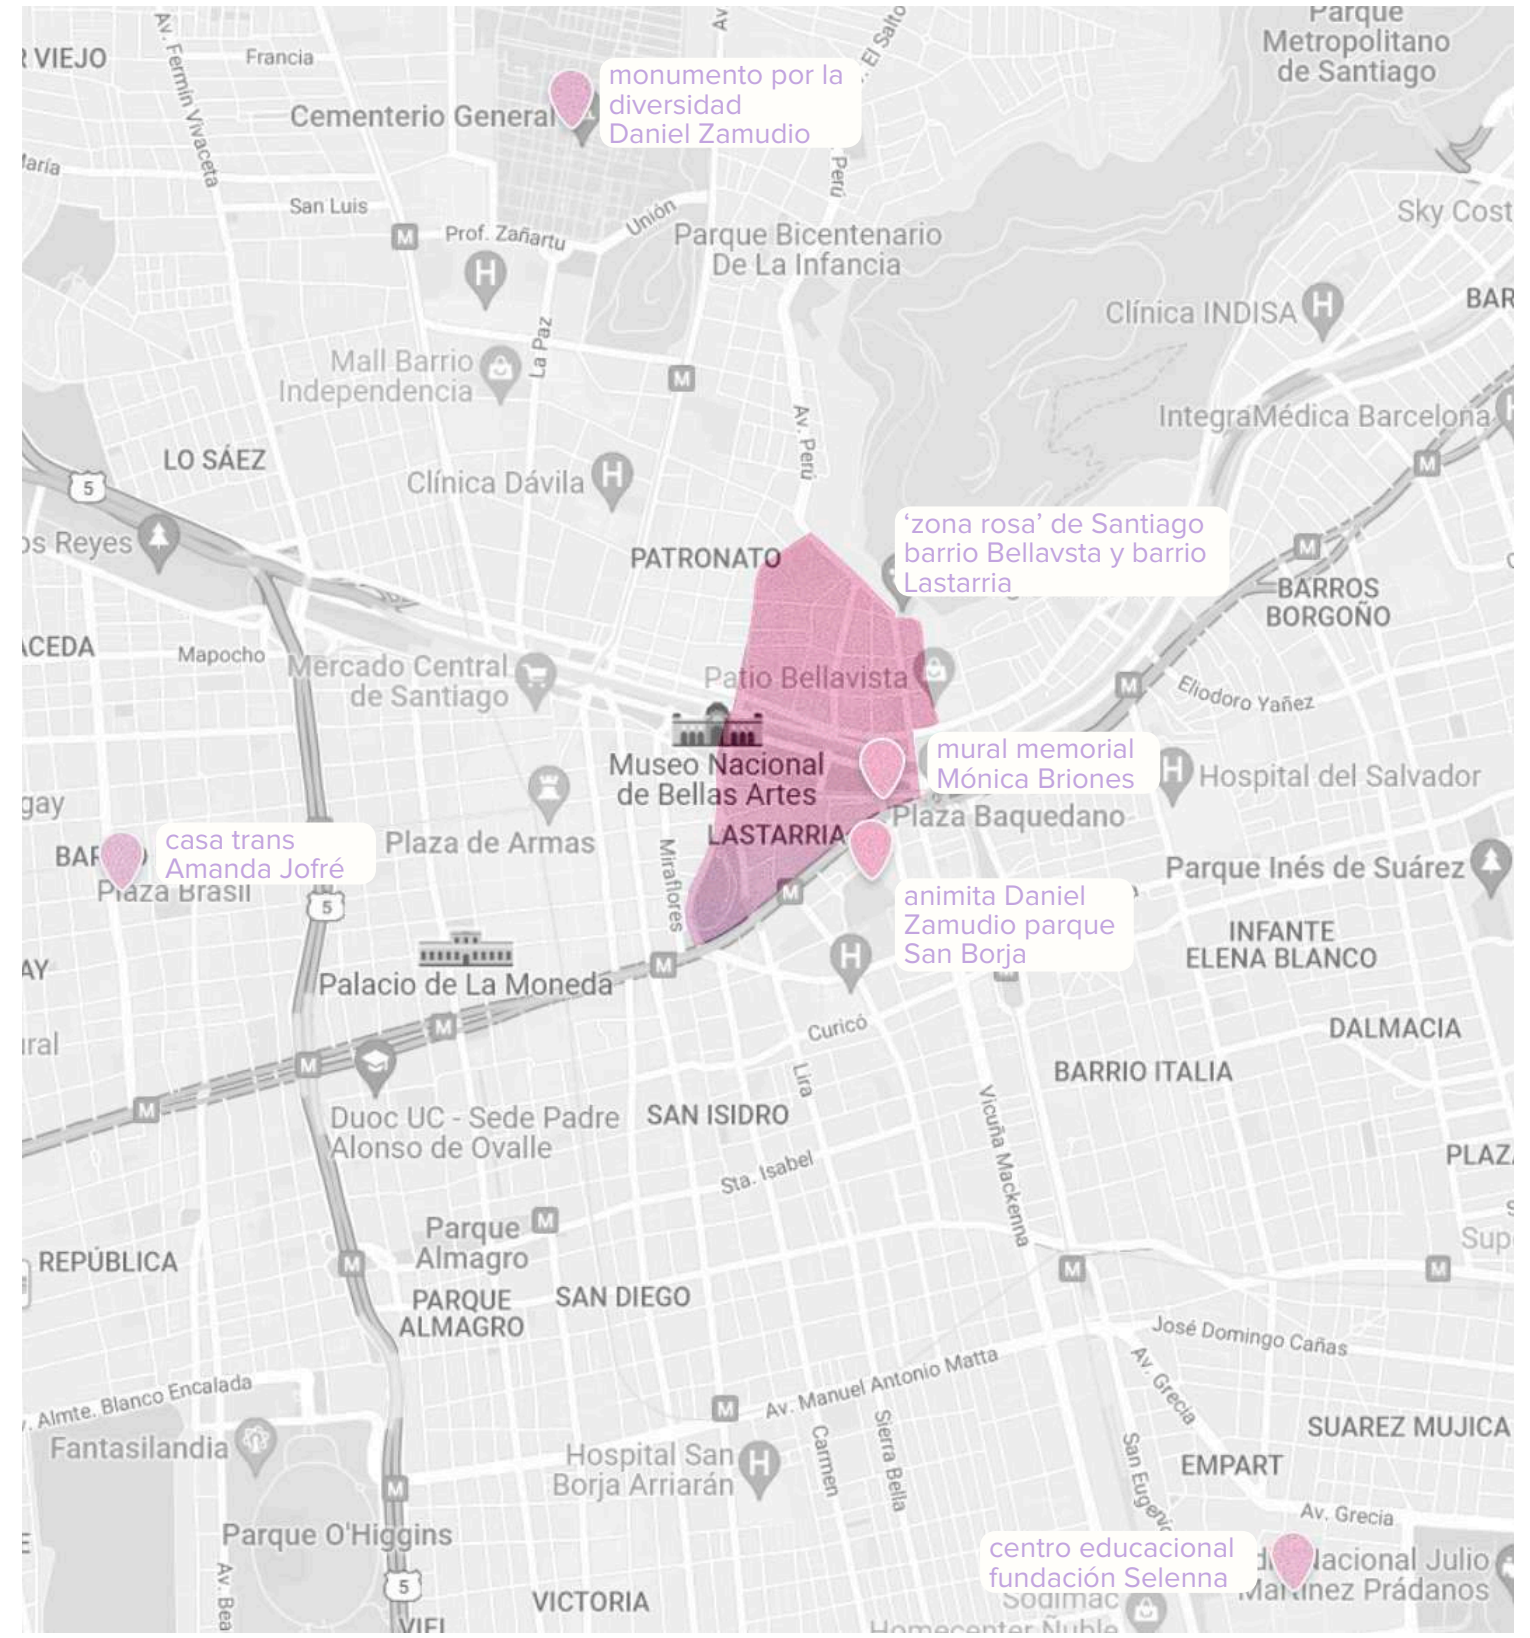 Parque
Metropolitano
de Santiago
VIEJO
Francia
Av. Fermín Vivaceta
Av
El Salto
monumento por la
diversidad
Daniel Zamudio
Cementerio General
aría
San Luis
M
Prof. Zañartu
Unión
Perú
H
Parque Bicentenario
De La Infancia
Sky Cost
Clínica INDISA
H
BAR
Mall Barrio
Independencia
La Paz
M
IntegraMédica Barcelona
M
Av. Perú
LO SÁEZ
5
Clínica Dávila
H
os Reyes
PATRONATO
‘zona rosa’ de Santiago
barrio Bellavsta y barrio
Lastarria
M
BARROS
BORGOÑO
ACEDA
Mapocho
Mercado Central
de Santiago
Patio Bellavista
M
Eliodoro Yañez
Museo Nacional
de Bellas Artes
mural memorial
Mónica Briones
H
Hospital del Salvador
gay
Plaza Baquedano
casa trans
Amanda Jofré
Plaza de Armas
Miraflores
LASTARRIA
BAR
Plaza Brasil
5
M
Parque Inés de Suárez
animita Daniel
Zamudio parque
San Borja
INFANTE
ELENA BLANCO
AY
Palacio de La Moneda
M
H
M
M
Curicó
DALMACIA
ural
M
Lira
BARRIO ITALIA
M
Duoc UC - Sede Padre
Alonso de Ovalle
SAN ISIDRO
Vicuña Mackenna
PLAZ
Sta. Isabel
Parque
Almagro
M
Sup
REPÚBLICA
M
M
M
PARQUE
ALMAGRO
SAN DIEGO
José Domingo Cañas
Av. Grecia
Av. Manuel Antonio Matta
M
Almte. Blanco Encalada
Fantasilandia
Hospital San
Borja Arriarán
H
Carmen
Sierra Bella
San Eugenio
SUAREZ MUJICA
EMPART
M
Av. Grecia
Parque O'Higgins
centro educacional
fundación Selenna
Nacional Julio
Martínez Prádanos
5
Av. Bea
VICTORIA
Sodimac
Homecenter Ñuble
VIEL